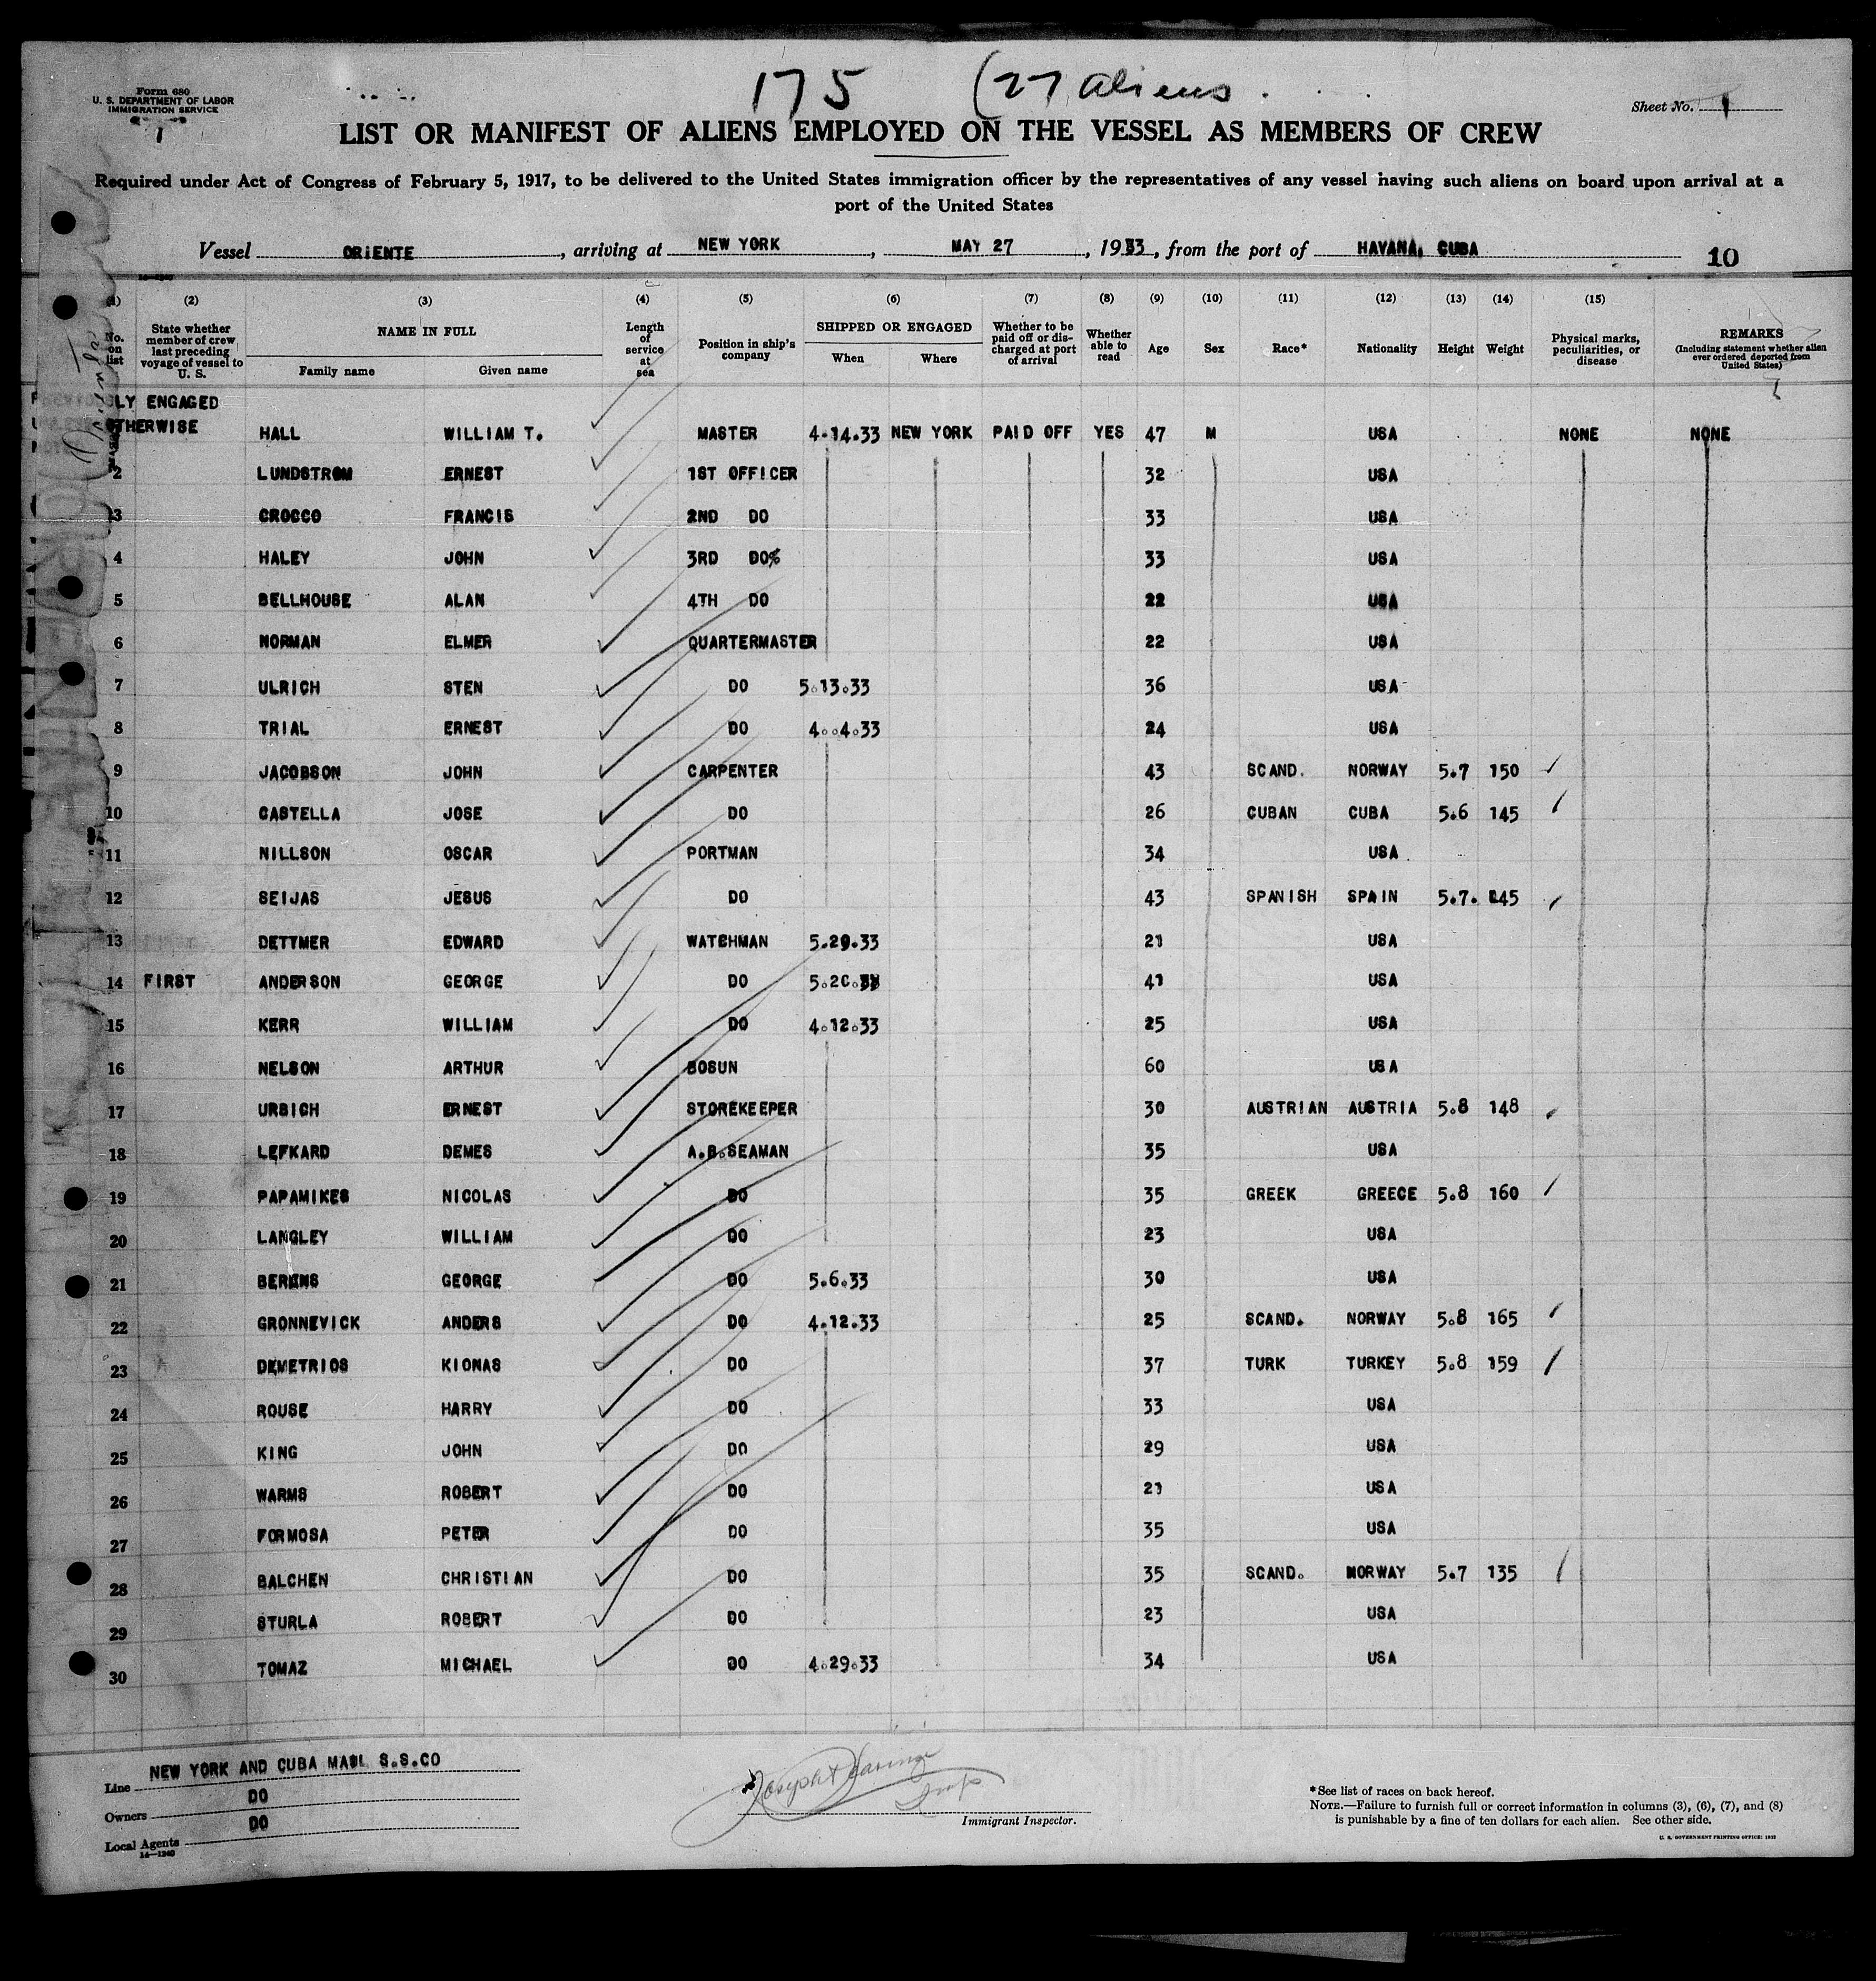 175 (27 aliens
Form 680
U. S. DEPARTMENT OF LABOR
IMMIGRATION SERVICE
1
Sheet No. 1
LIST OR MANIFEST OF ALIENS EMPLOYED ON THE VESSEL AS MEMBERS OF CREW
Required under Act of Congress of February 5, 1917, to be delivered to the United States immigration officer by the representatives of any vessel having such aliens on board upon arrival at a
port of the United States
Vessel ORIENTE, arriving at NEW YORK, MAY 27, 1933, from the port of HAVANA, CUBA 10
(1) (2) (3) (4) (5) (6) (7) (8) (9) (10) (11) (12) (13) (14) (15)
No. on list
State whether member of crew last preceding voyage of vessel to U. S.
NAME IN FULL
Family name Given name
Length of service at sea
Position in ship's company
SHIPPED OR ENGAGED
When Where
Whether to be paid off or discharged at port of arrival
Whether able to read
Age Sex Race* Nationality Height Weight
Physical marks, peculiarities, or disease
REMARKS
(Including statement whether alien ever ordered deported from United States)
LY ENGAGED
OTHERWISE HALL WILLIAM T. MASTER 4.14.33 NEW YORK PAID OFF YES 47 M USA NONE NONE
2 LUNDSTROM ERNEST 1ST OFFICER 32 USA
3 CROCCO FRANCIS 2ND DO 33 USA
4 HALEY JOHN 3RD DO% 33 USA
5 BELLHOUSE ALAN 4TH DO 22 USA
6 NORMAN ELMER QUARTERMASTER 22 USA
7 ULRICH STEN DO 5.13.33 36 USA
8 TRIAL ERNEST DO 4..4.33 24 USA
9 JACOBSON JOHN CARPENTER 43 SCAND. NORWAY 5.7 150
10 CASTELLA JOSE DO 26 CUBAN CUBA 5.6 145
11 NILLSON OSCAR PORTMAN 34 USA
12 SEIJAS JESUS DO 43 SPANISH SPAIN 5.7. 145
13 DETTMER EDWARD WATCHMAN 5.20.33 21 USA
14 FIRST ANDERSON GEORGE DO 5.20.33 41 USA
15 KERR WILLIAM DO 4.12.33 25 USA
16 NELSON ARTHUR BOSUN 60 USA
17 URBICH ERNEST STOREKEEPER 30 AUSTRIAN AUSTRIA 5.8 148
18 LEFKARD DEMES A.B.SEAMAN 35 USA
19 PAPAMIKES NICOLAS DO 35 GREEK GREECE 5.8 160
20 LANGLEY WILLIAM DO 23 USA
21 BERENS GEORGE DO 5.6.33 30 USA
22 GRONNEVICK ANDERS DO 4.12.33 25 SCAND. NORWAY 5.8 165
23 DEMETRIOS KIONAS DO 37 TURK TURKEY 5.8 159
24 ROUSE HARRY DO 33 USA
25 KING JOHN DO 29 USA
26 WARMS ROBERT DO 21 USA
27 FORMOSA PETER DO 35 USA
28 BALCHEN CHRISTIAN DO 35 SCAND. NORWAY 5.7 135
29 STURLA ROBERT DO 23 USA
30 TOMAZ MICHAEL DO 4.29.33 34 USA
Line NEW YORK AND CUBA MAIL S.S.CO
Owners DO
Local Agents DO
14—1240
Immigrant Inspector.
*See list of races on back hereof.
NOTE.—Failure to furnish full or correct information in columns (3), (6), (7), and (8)
is punishable by a fine of ten dollars for each alien. See other side.
U. S. GOVERNMENT PRINTING OFFICE: 1932